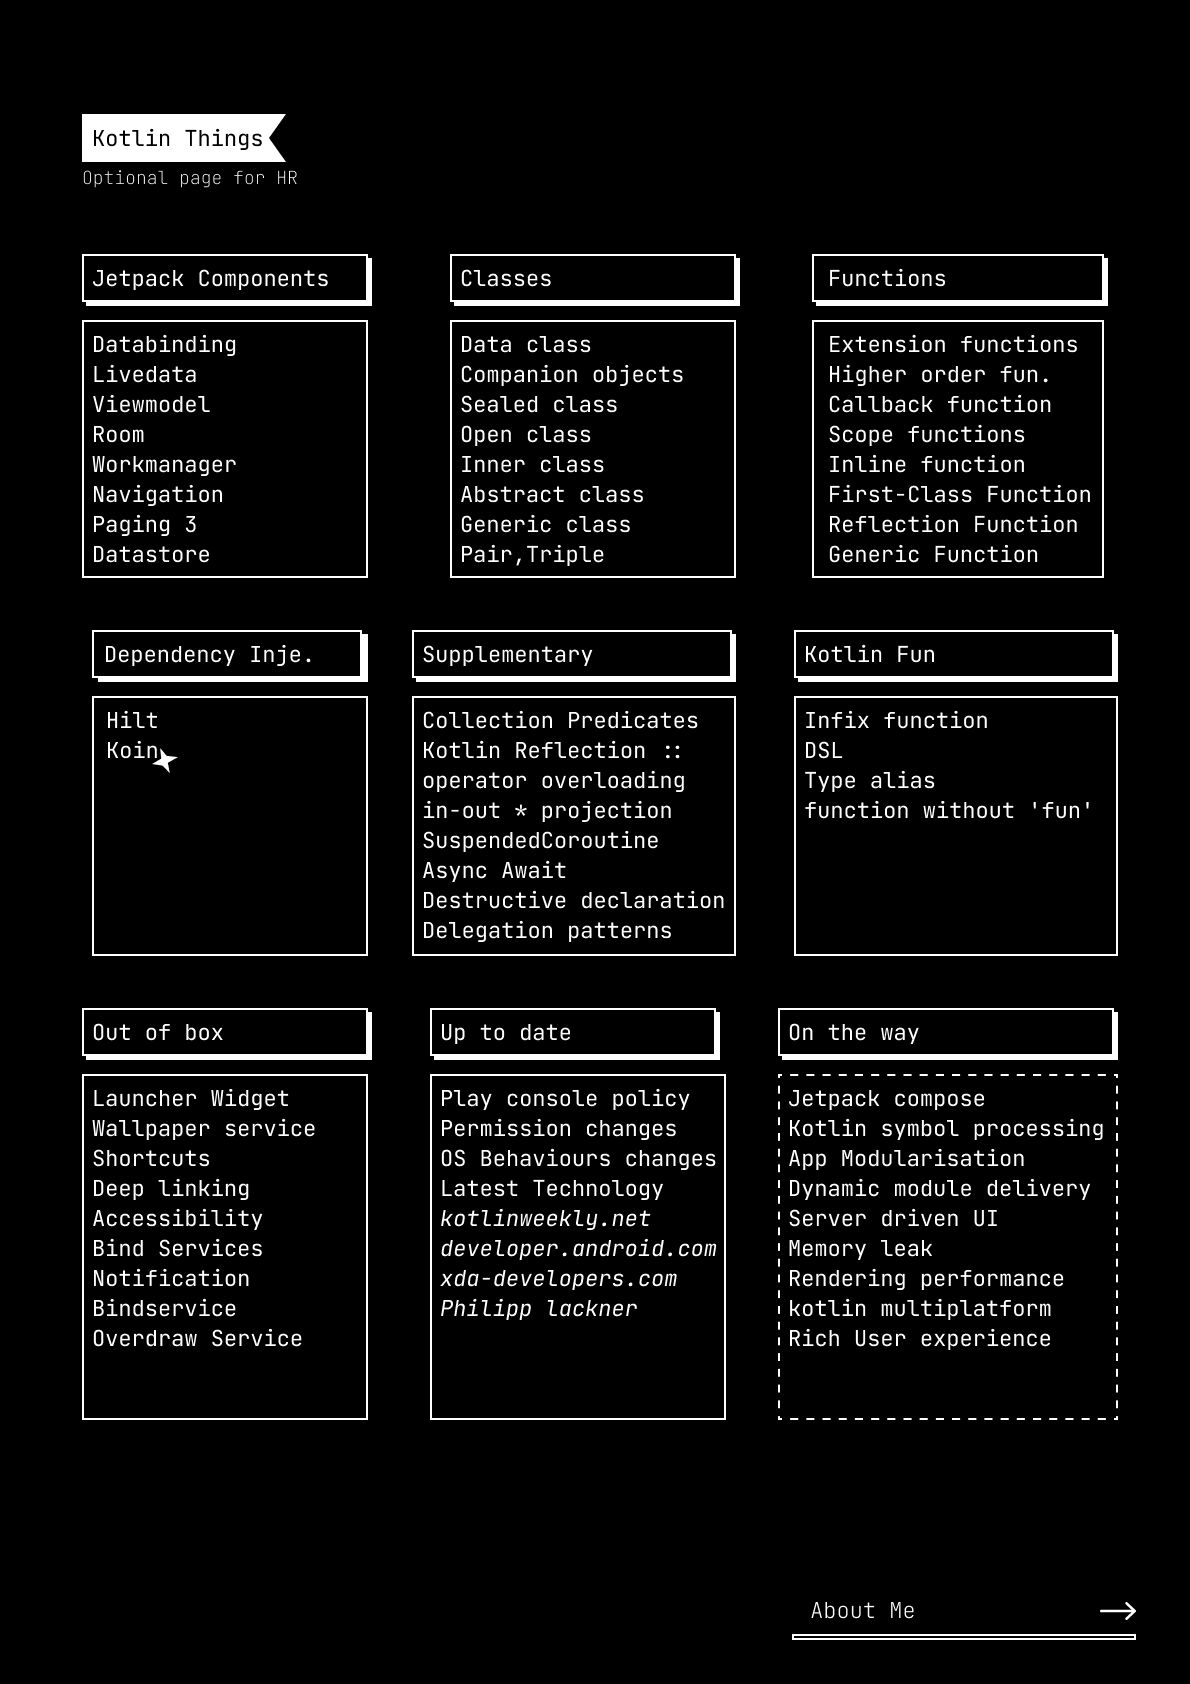 Kotlin Things
Optional page for HR
Jetpack Components
Databinding
Livedata
Viewmodel
Room
Workmanager
Navigation
Paging 3
Datastore
Classes
Data class
Companion objects
Sealed class
Open class
Inner class
Abstract class
Generic class
Pair,Triple
Functions
Extension functions
Higher order fun.
Callback function
Scope functions
Inline function
First-Class Function
Reflection Function
Generic Function
Dependency Inje.
Hilt
Koin
Supplementary
Collection Predicates
Kotlin Reflection ::
operator overloading
in-out * projection
SuspendedCoroutine
Async Await
Destructive declaration
Delegation patterns
Kotlin Fun
Infix function
DSL
Type alias
function without 'fun'
Out of box
Launcher Widget
Wallpaper service
Shortcuts
Deep linking
Accessibility
Bind Services
Notification
Bindservice
Overdraw Service
Up to date
Play console policy
Permission changes
OS Behaviours changes
Latest Technology
kotlinweekly.net
developer.android.com
xda-developers.com
Philipp lackner
On the way
Jetpack compose
Kotlin symbol processing
App Modularisation
Dynamic module delivery
Server driven UI
Memory leak
Rendering performance
kotlin multiplatform
Rich User experience
About Me